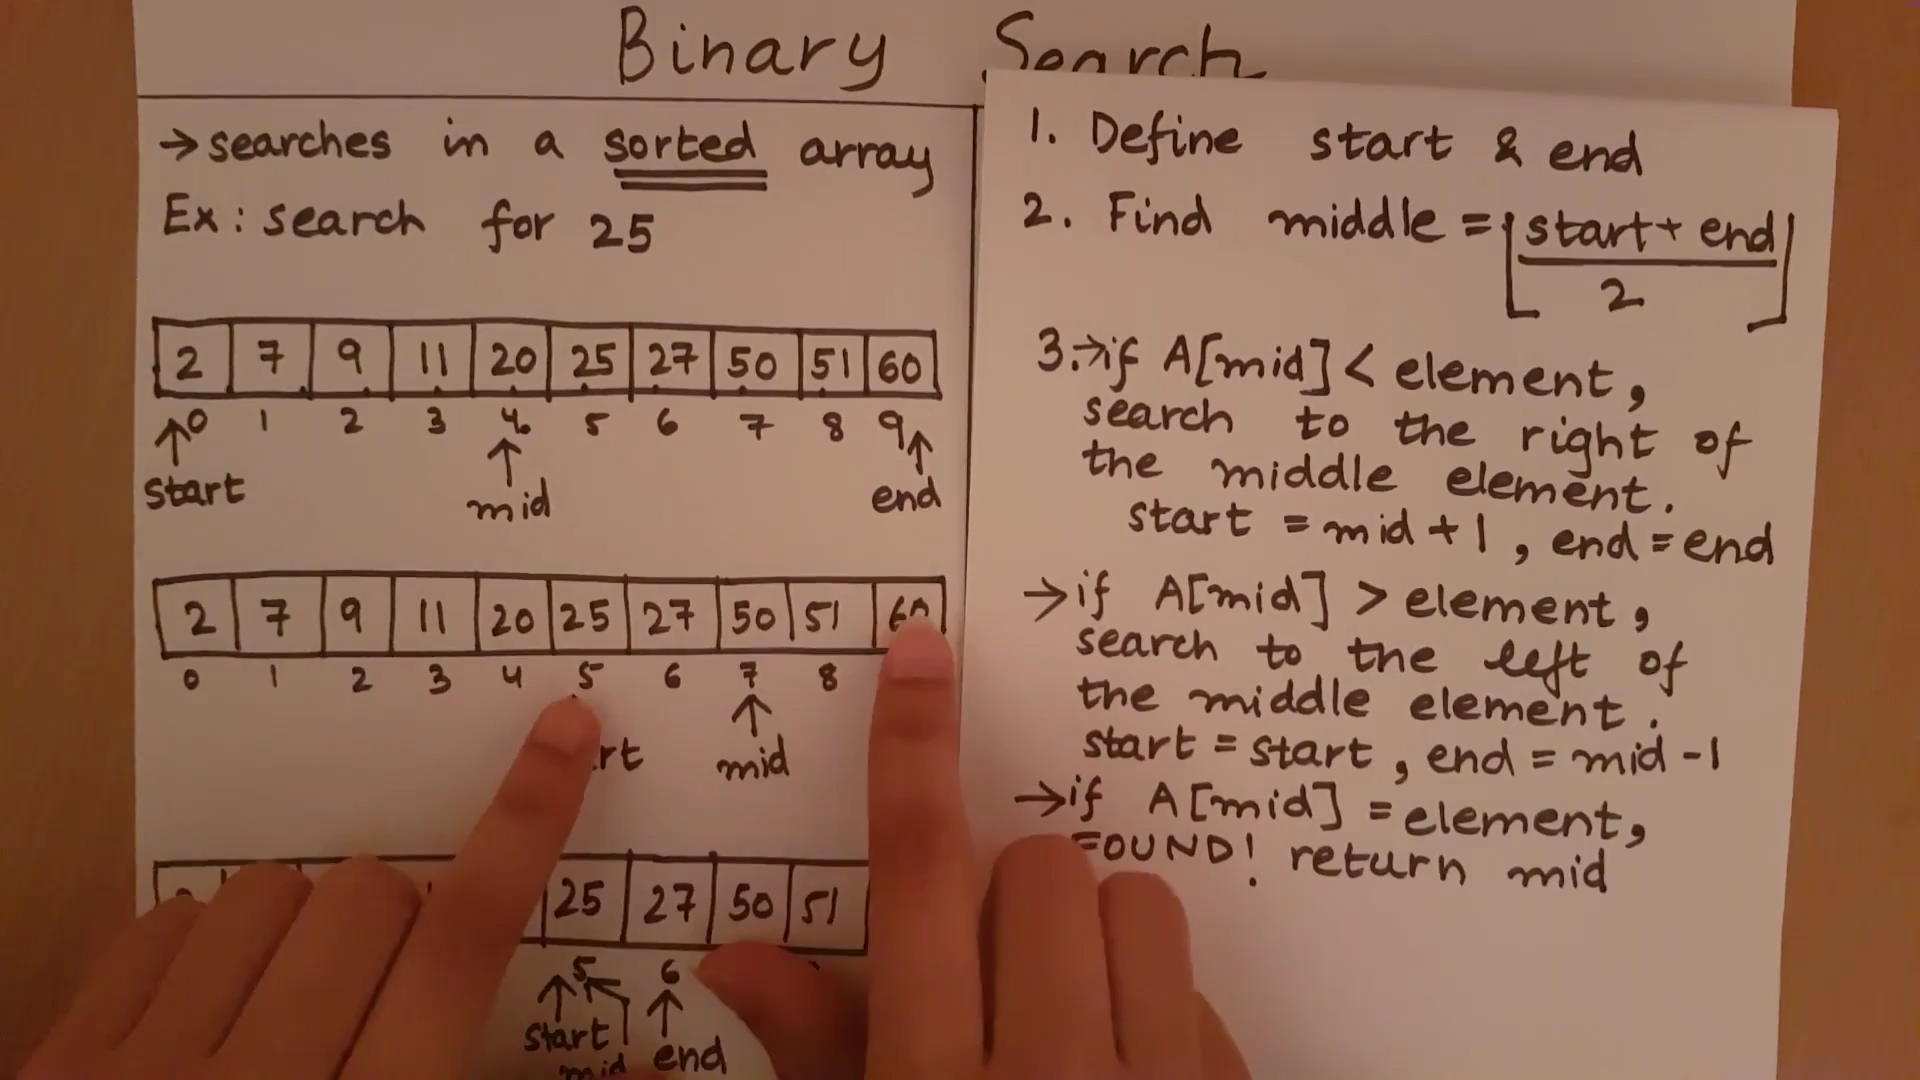 Binary Search
→ searches in a sorted array
Ex: search for 25
2 7 9 11 20 25 27 50 51 60
0 1 2 3 4 5 6 7 8 9
start mid end
2 7 9 11 20 25 27 50 51 60
0 1 2 3 4 5 6 7 8
mid
25 27 50 51
5 6
start end
mid
1. Define start & end
2. Find middle = ⌊start + end
2⌋
3. → if A[mid] < element,
search to the right of
the middle element.
start = mid + 1, end = end
→ if A[mid] > element,
search to the left of
the middle element.
start = start, end = mid - 1
→ if A[mid] = element,
FOUND! return mid